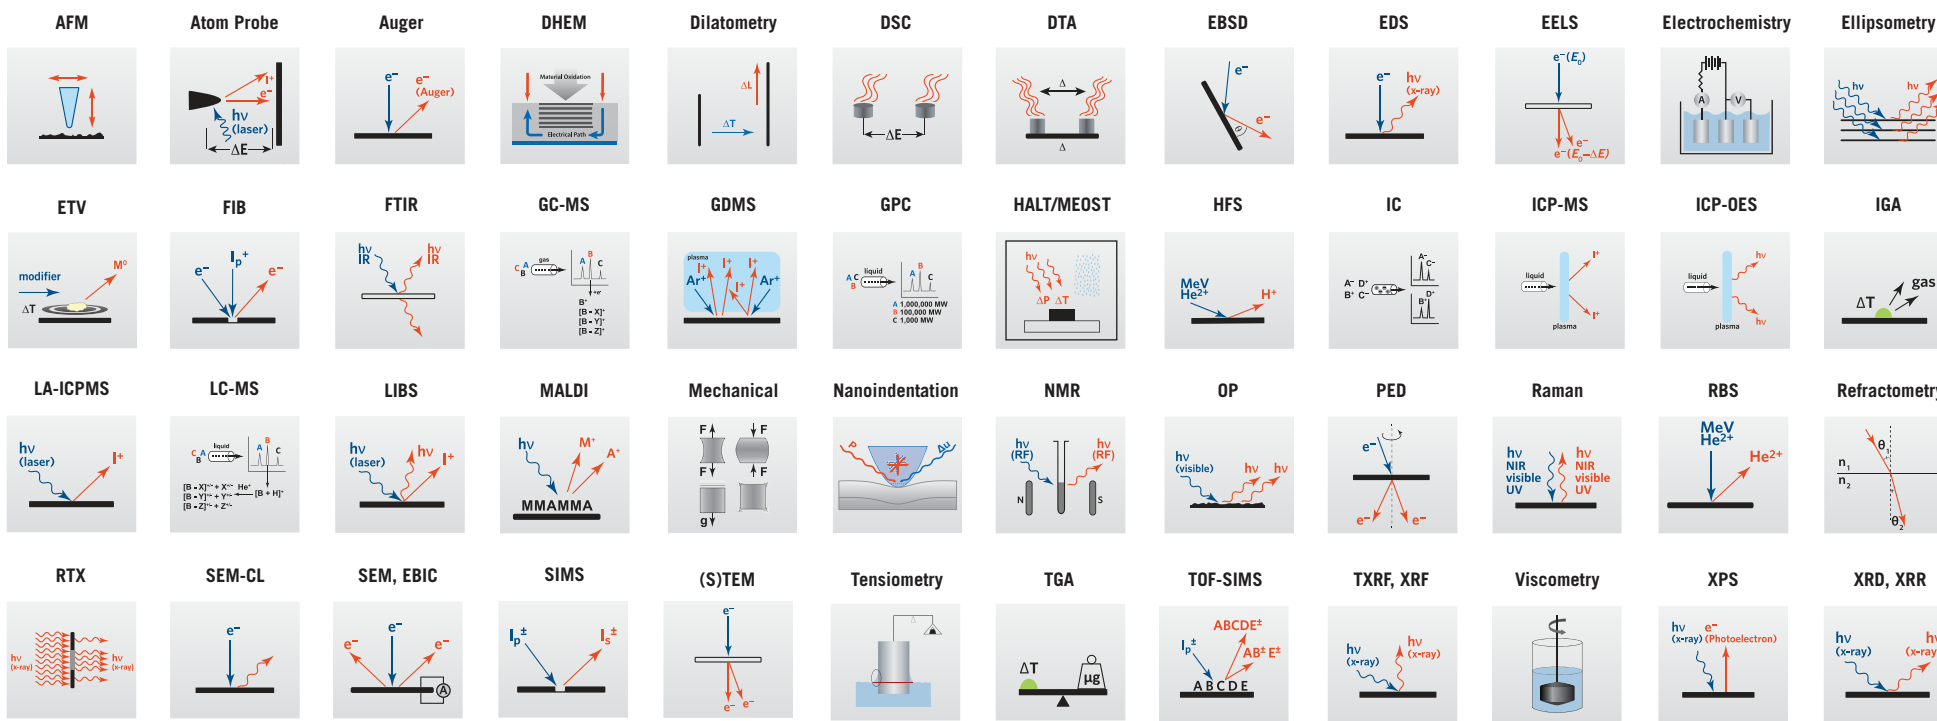 AFM Atom Probe Auger DHEM Dilatometry DSC DTA EBSD EDS EELS Electrochemistry Ellipsometry
I⁺
e⁻
hν
(laser)
ΔE
e⁻
e⁻
(Auger)
Material Oxidation
Electrical Path
ΔL
ΔT
ΔE
Δ
Δ
e⁻
θ
e⁻
e⁻
hν
(x-ray)
e⁻(E₀)
e⁻
e⁻(E₀–ΔE)
A V
hν hν
ETV FIB FTIR GC-MS GDMS GPC HALT/MEOST HFS IC ICP-MS ICP-OES IGA
modifier
M⁰
ΔT
Iₚ⁺
e⁻ e⁻
hν
IR
hν
IR
gas
C A
B
A B C
+e⁻
B⁺
[B - X]⁺
[B - Y]⁺
[B - Z]⁺
plasma
I⁺ I⁺ I⁺
Ar⁺ I⁺ Ar⁺
liquid
A C
B
A B C
A 1,000,000 MW
B 100,000 MW
C 1,000 MW
hν
ΔP ΔT
MeV
He²⁺
H⁺
A⁻ D⁺
B⁺ C⁻
A⁻
C⁻
D⁺
B⁺
liquid
I⁺
I⁺
plasma
liquid
hν
hν
plasma
ΔT
gas
LA-ICPMS LC-MS LIBS MALDI Mechanical Nanoindentation NMR OP PED Raman RBS Refractometry
hν
(laser)
I⁺
liquid
C A
B
A B C
[B - X]⁺/⁻ + X⁺/⁻ He⁺
[B - Y]⁺/⁻ + Y⁺/⁻ [B + H]⁺
[B - Z]⁺/⁻ + Z⁺/⁻
hν
(laser)
hν
I⁺
hν
M⁺
A⁺
MMAMMA
F F
F F
g
P Δu
hν
(RF)
hν
(RF)
N S
hν
(visible)
hν hν
e⁻
e⁻ e⁻
hν
NIR
visible
UV
hν
NIR
visible
UV
MeV
He²⁺
He²⁺
θ₁
n₁
n₂
θ₂
RTX SEM-CL SEM, EBIC SIMS (S)TEM Tensiometry TGA TOF-SIMS TXRF, XRF Viscometry XPS XRD, XRR
hν
(x-ray)
hν
(x-ray)
e⁻
e⁻
e⁻ e⁻
A
Iₚ± Iₛ±
e⁻
e⁻ e⁻
ΔT
μg
ABCDE±
Iₚ±
AB± E±
A B C D E
hν
(x-ray)
hν
(x-ray)
hν
(x-ray)
e⁻
(Photoelectron)
hν
(x-ray)